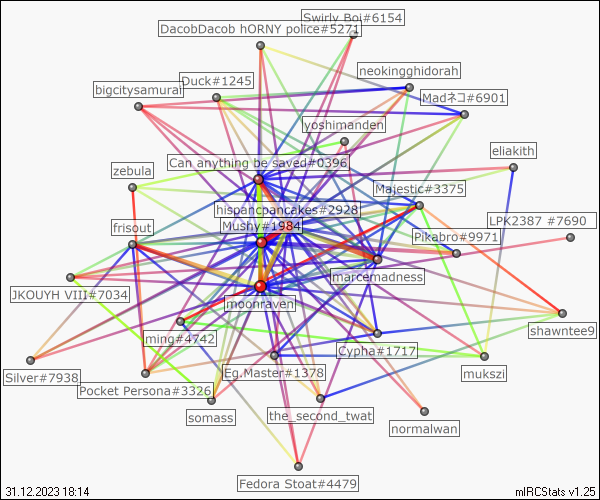 Swirly_Boi#6154
DacobDacob hORNY police#5271
neokingghidorah
Duck#1245
bigcitysamurai
Madネコ#6901
yoshimanden
eliakith
Can anything be saved#0396
zebula
Majestic#3375
hispancpancakes#2928
LPK2387 #7690
Mushy#1984
frisout
Pikabro#9971
marcemadness
JKOUYH VIII#7034
moonraven
shawntee9
ming#4742
Cypha#1717
mukszi
Eg.Master#1378
Silver#7938
Pocket Persona#3326
somass
the_second_twat
normalwan
Fedora Stoat#4479
31.12.2023 18:14
mIRCStats v1.25